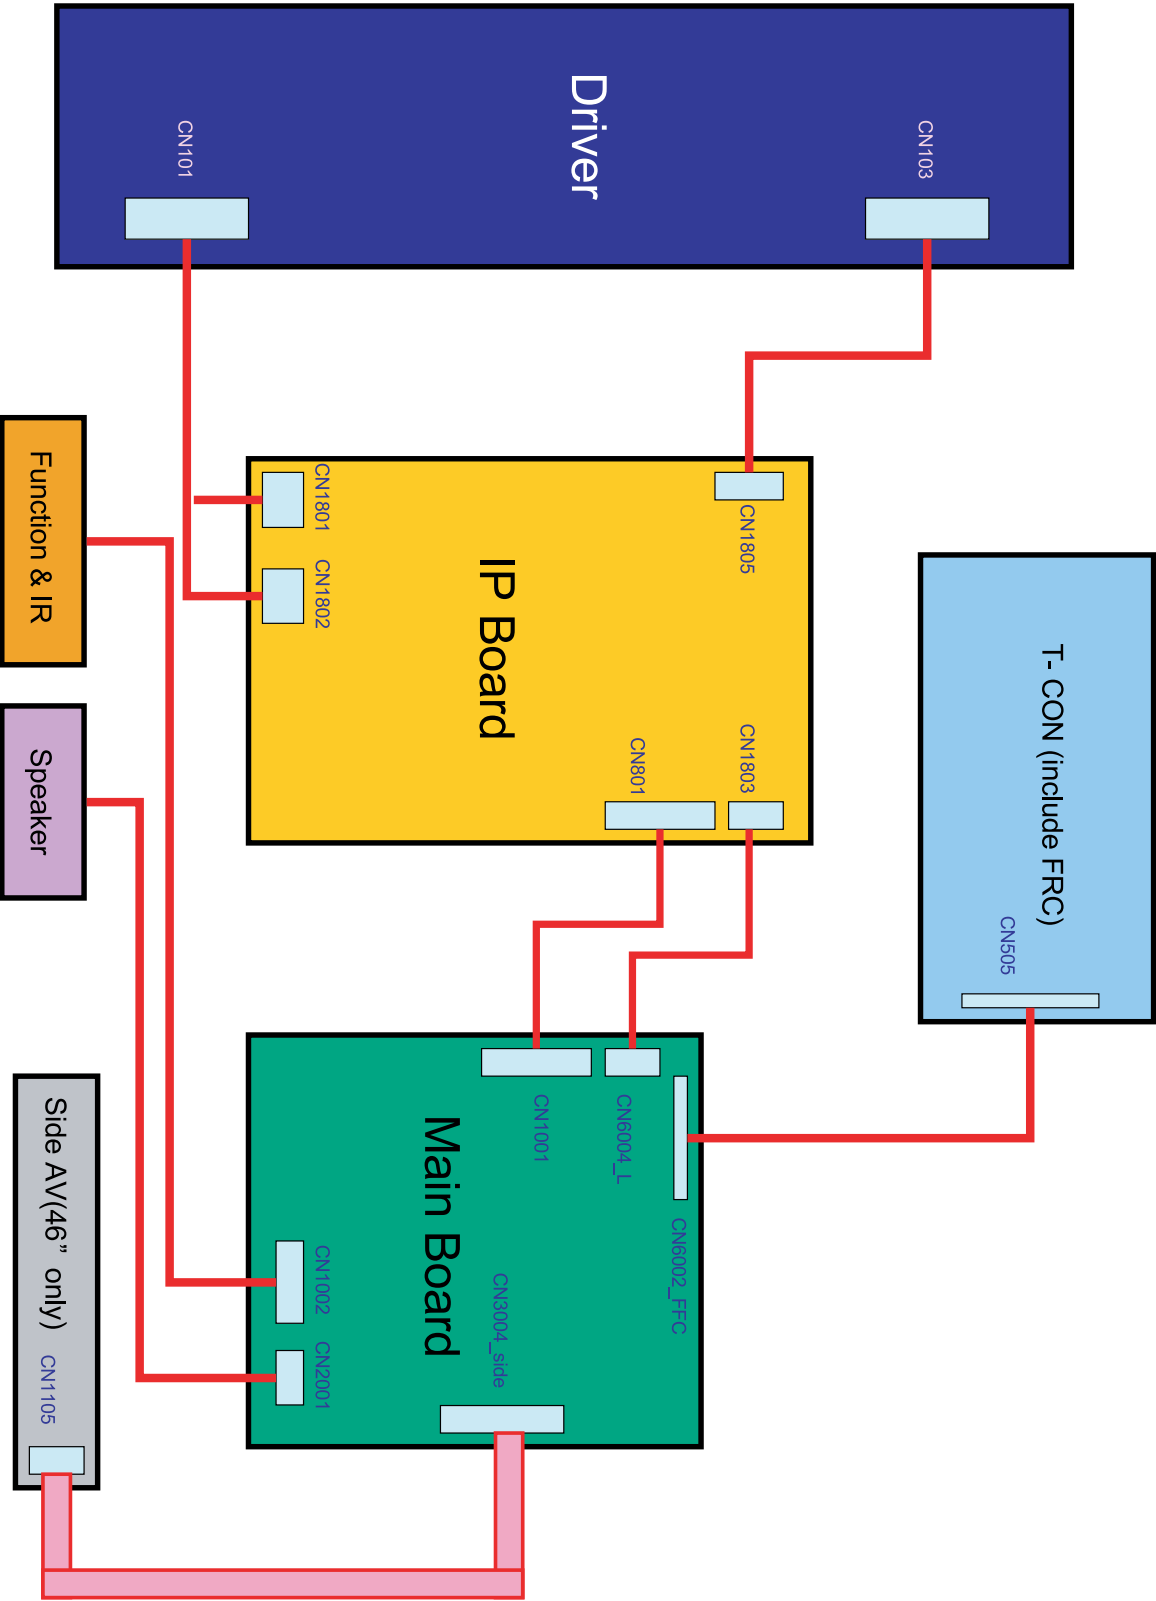 Driver
CN101
CN103
Function & IR
Speaker
CN1801
CN1802
IP Board
CN1805
CN801
CN1803
T- CON (include FRC)
CN505
Side AV(46” only)
CN1105
Main Board
CN1001
CN6004_L
CN6002_FFC
CN1002
CN2001
CN3004_side